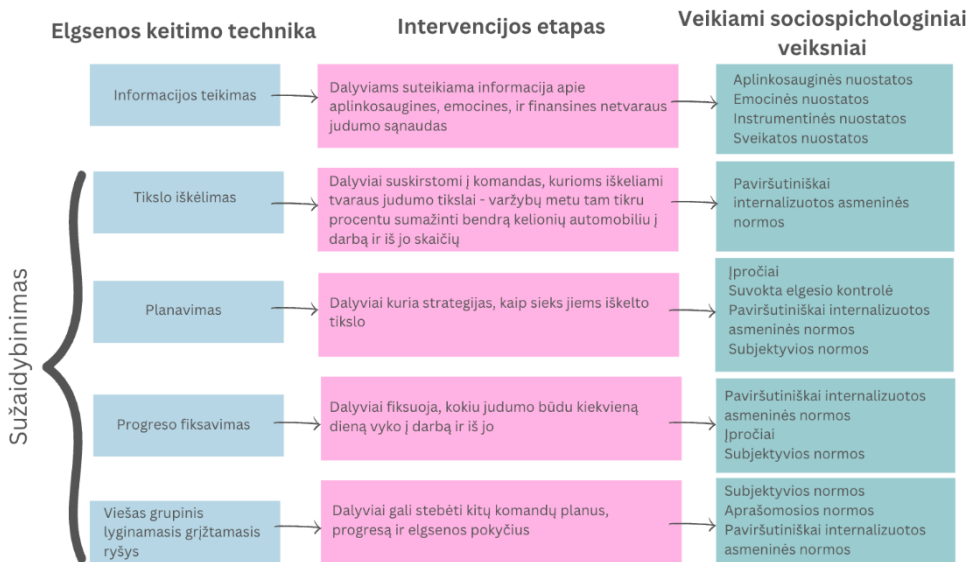 Elgsenos keitimo technika
Intervencijos etapas
Veikiami sociospichologiniai
veiksniai
Informacijos teikimas
Dalyviams suteikiama informacija apie
aplinkosaugines, emocines, ir finansines netvaraus
judumo sąnaudas
Aplinkosauginės nuostatos
Emocinės nuostatos
Instrumentinės nuostatos
Sveikatos nuostatos
Sužaidybinimas
Tikslo iškėlimas
Dalyviai suskirstomi į komandas, kurioms iškeliami
tvaraus judumo tikslai - varžybų metu tam tikru
procentu sumažinti bendrą kelionių automobiliu į
darbą ir iš jo skaičių
Paviršutiniškai
internalizuotos asmeninės
normos
Planavimas
Dalyviai kuria strategijas, kaip sieks jiems iškelto
tikslo
Įpročiai
Suvokta elgesio kontrolė
Paviršutiniškai internalizuotos
asmeninės normos
Subjektyvios normos
Progreso fiksavimas
Dalyviai fiksuoja, kokiu judumo būdu kiekvieną
dieną vyko į darbą ir iš jo
Paviršutiniškai internalizuotos
asmeninės normos
Įpročiai
Subjektyvios normos
Viešas grupinis
lyginamasis grįžtamasis
ryšys
Dalyviai gali stebėti kitų komandų planus,
progresą ir elgsenos pokyčius
Subjektyvios normos
Aprašomosios normos
Paviršutiniškai internalizuotos
asmeninės normos